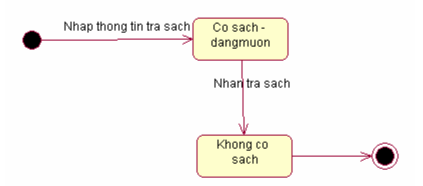 Nhap thong tin tra sach
Co sach -
dangmuon
Nhan tra sach
Khong co
sach